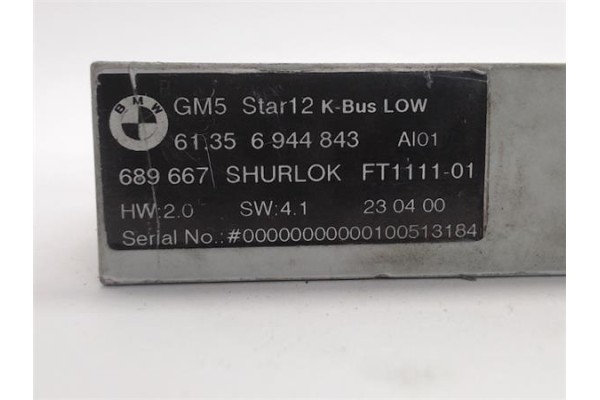 BMW
GM5 Star12 K-Bus LOW
61.35 6 944 843 AI01
689 667 SHURLOK FT1111-01
HW:2.0 SW:4.1 23 04 00
Serial No.:#00000000000100513184